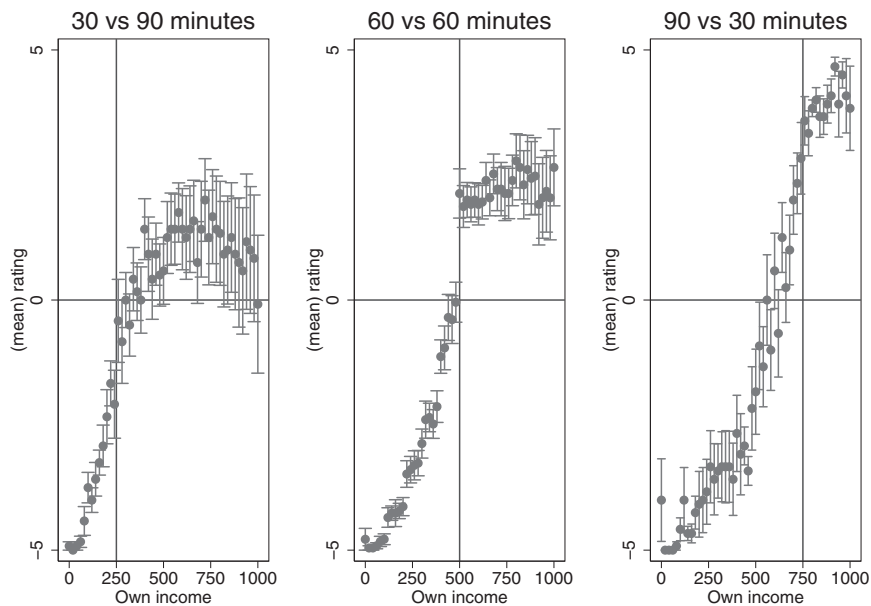 30 vs 90 minutes
5
0
−5
(mean) rating
0 250 500 750 1000
Own income
60 vs 60 minutes
5
0
−5
(mean) rating
0 250 500 750 1000
Own income
90 vs 30 minutes
5
0
−5
(mean) rating
0 250 500 750 1000
Own income